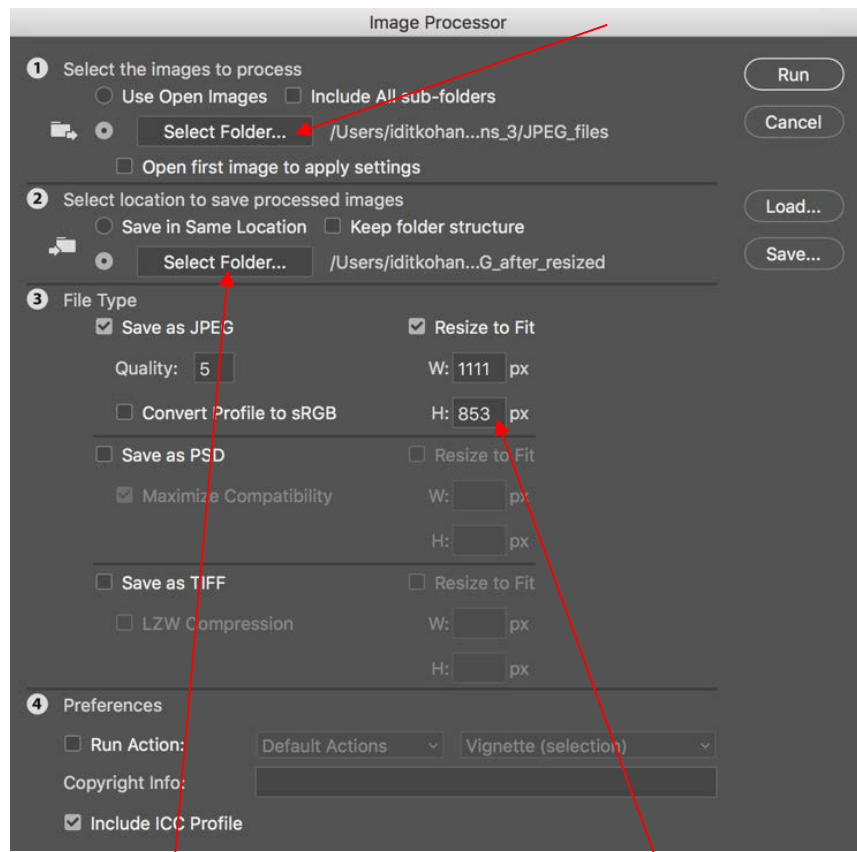 Image Processor
1 Select the images to process
Use Open Images Include All sub-folders
Select Folder... /Users/iditkohan...ns_3/JPEG_files
Open first image to apply settings
Run
Cancel
2 Select location to save processed images
Save in Same Location Keep folder structure
Select Folder... /Users/iditkohan...G_after_resized
Load...
Save...
3 File Type
Save as JPEG Resize to Fit
Quality: 5 W: 1111 px
Convert Profile to sRGB H: 853 px
Save as PSD Resize to Fit
Maximize Compatibility W: px
H: px
Save as TIFF Resize to Fit
LZW Compression W: px
H: px
4 Preferences
Run Action: Default Actions Vignette (selection)
Copyright Info:
Include ICC Profile